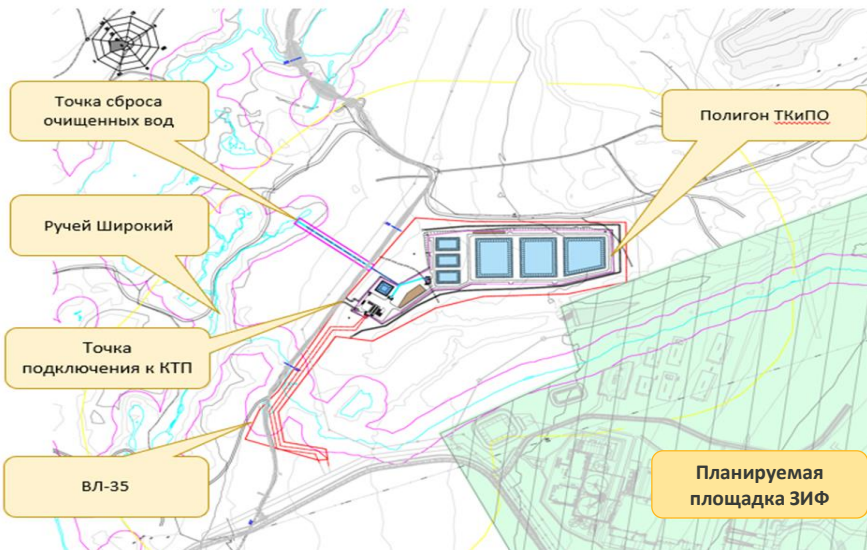 Точка сброса
очищенных вод
Полигон ТКиПО
Ручей Широкий
Точка
подключения к КТП
ВЛ-35
Планируемая
площадка ЗИФ